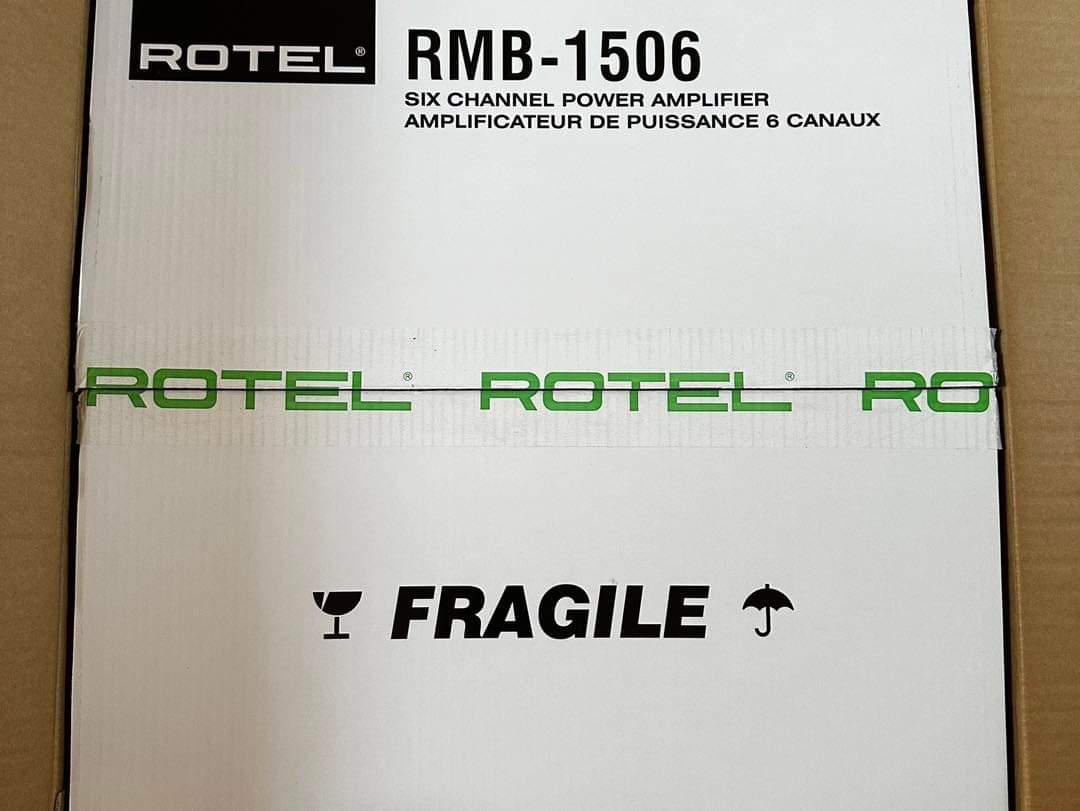 ROTEL®
RMB-1506
SIX CHANNEL POWER AMPLIFIER
AMPLIFICATEUR DE PUISSANCE 6 CANAUX
ROTEL® ROTEL® RO
FRAGILE